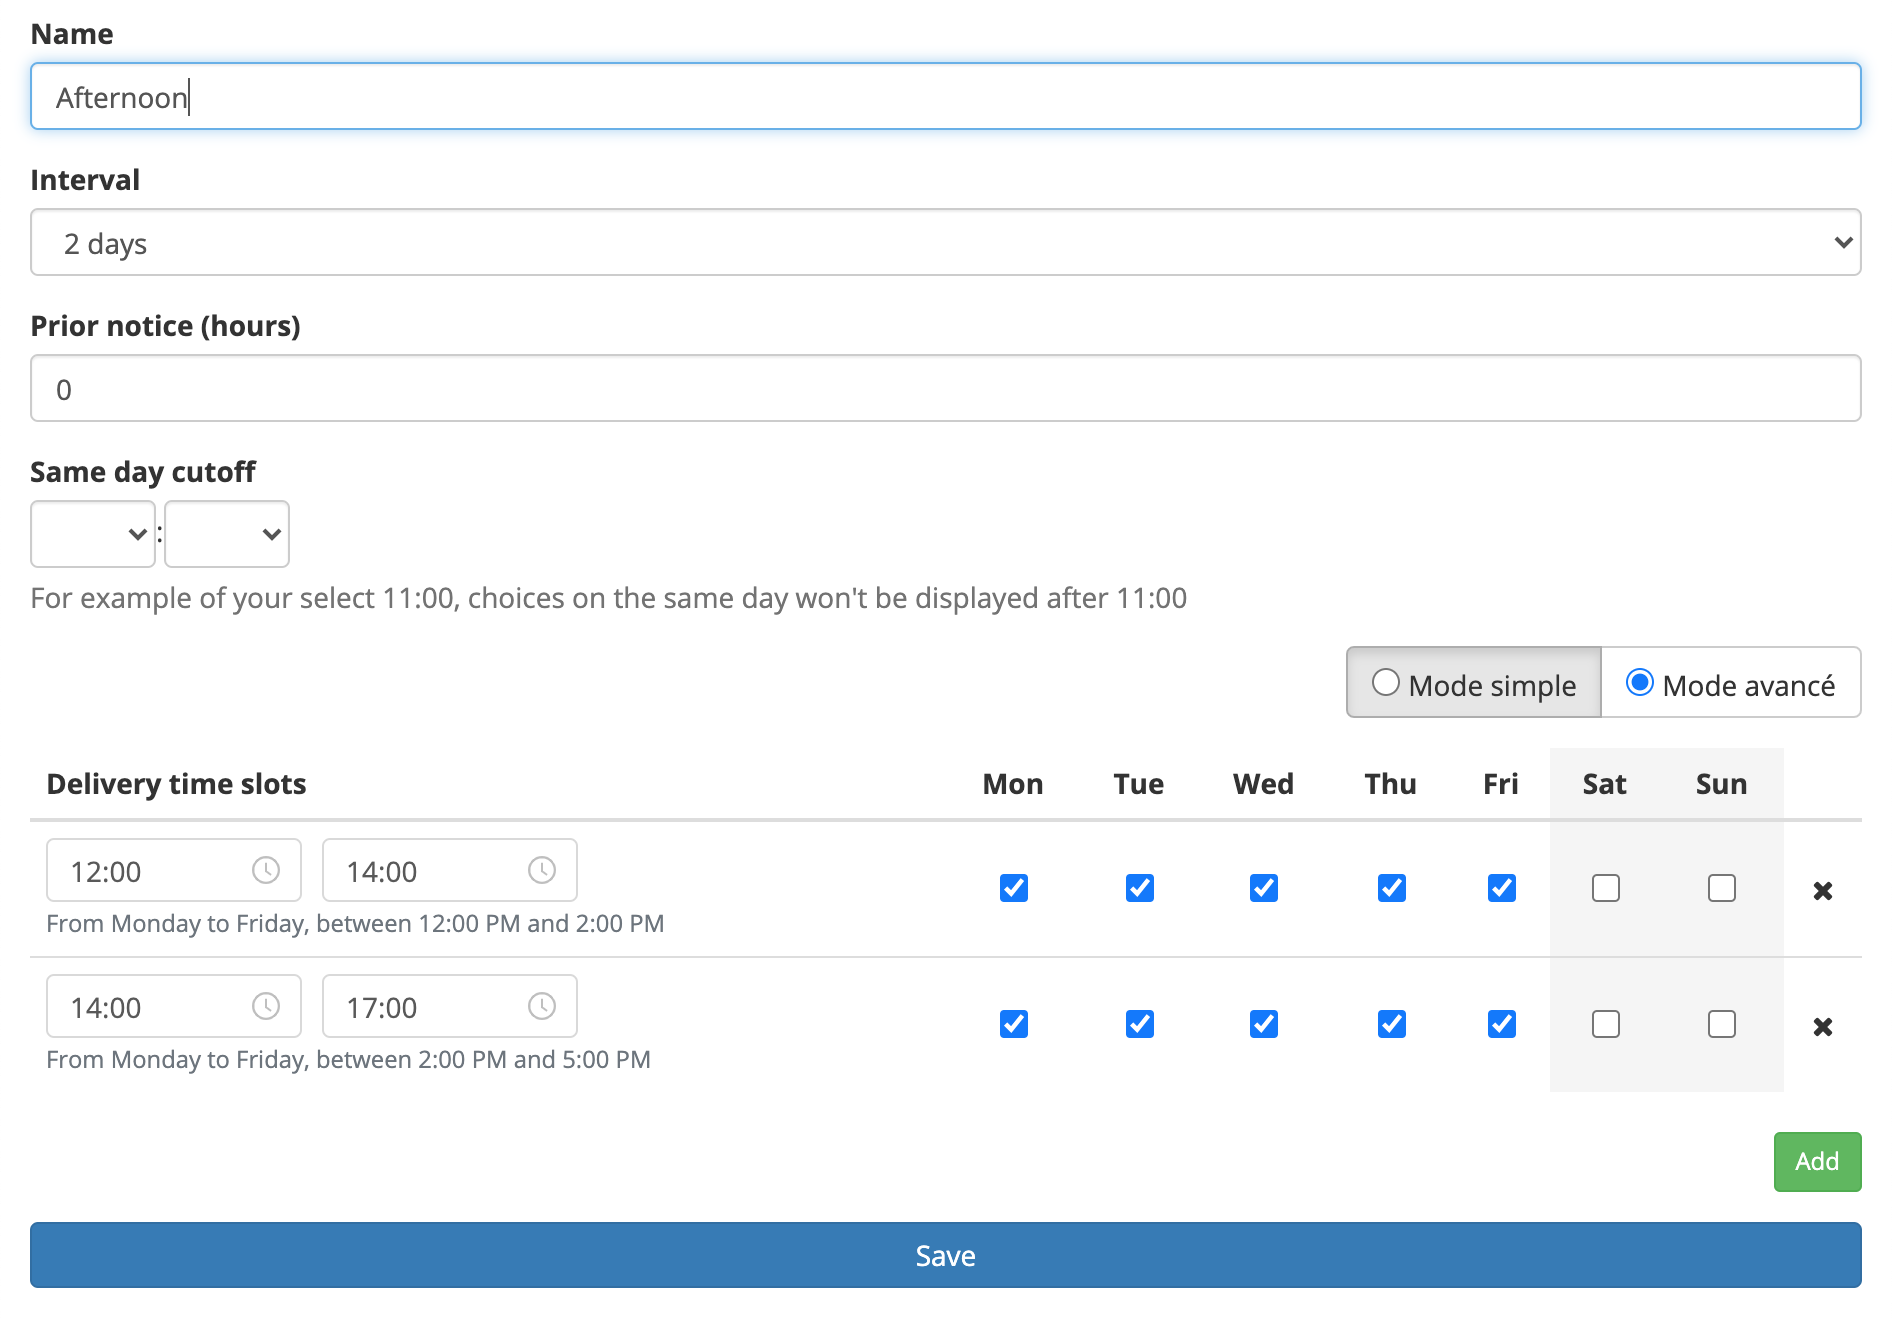 Name
Afternoon
Interval
2 days
Prior notice (hours)
0
Same day cutoff
:
For example of your select 11:00, choices on the same day won't be displayed after 11:00
Mode simple Mode avancé
Delivery time slots Mon Tue Wed Thu Fri Sat Sun
12:00 14:00
From Monday to Friday, between 12:00 PM and 2:00 PM
14:00 17:00
From Monday to Friday, between 2:00 PM and 5:00 PM
Add
Save